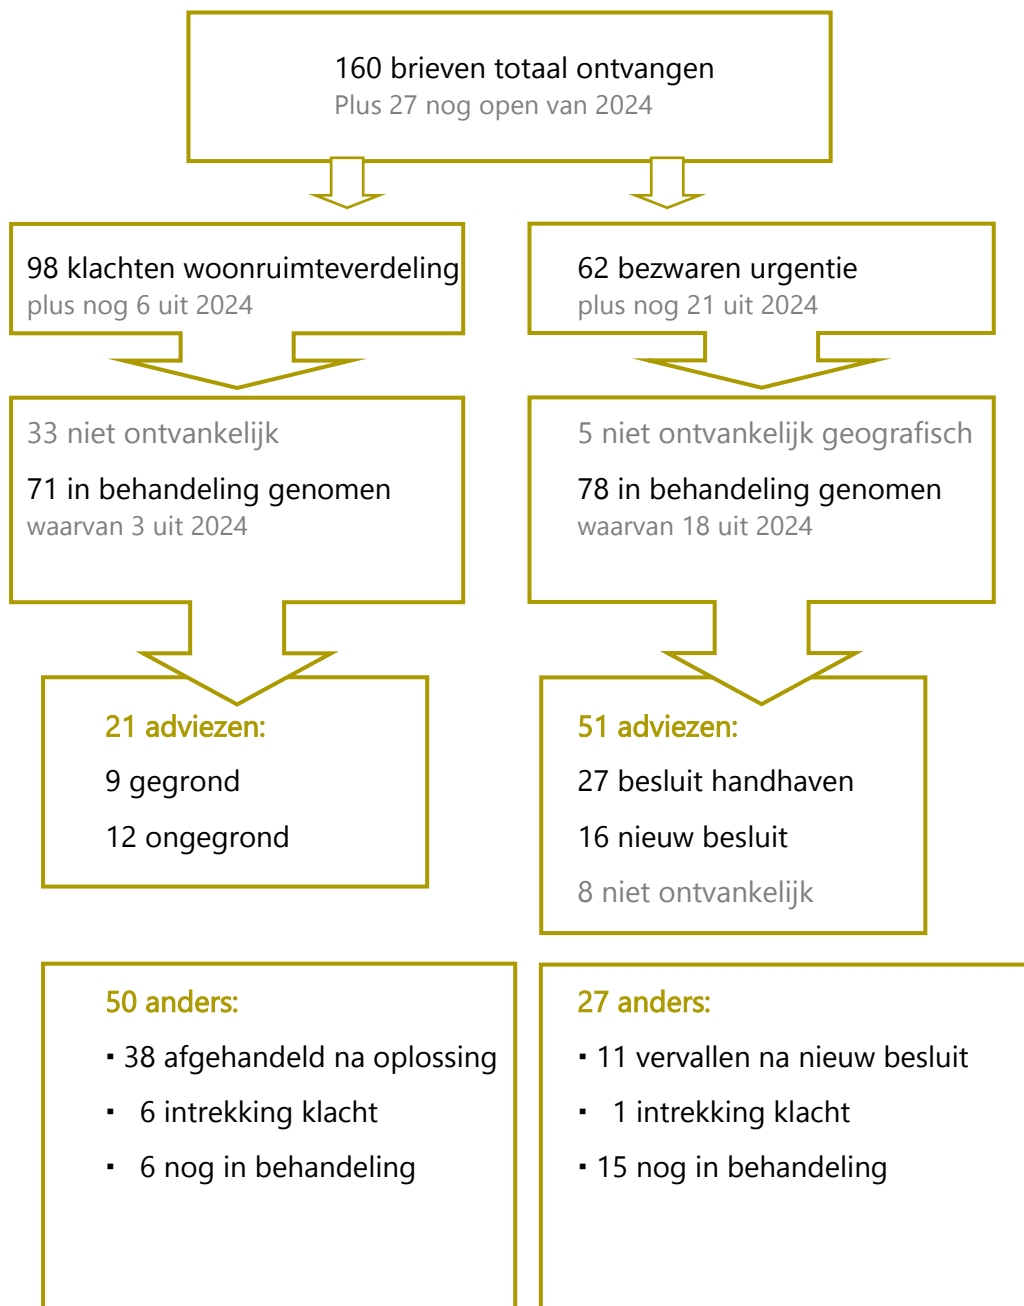 160 brieven totaal ontvangen
Plus 27 nog open van 2024
98 klachten woonruimteverdeling
plus nog 6 uit 2024
62 bezwaren urgentie
plus nog 21 uit 2024
33 niet ontvankelijk
71 in behandeling genomen
waarvan 3 uit 2024
5 niet ontvankelijk geografisch
78 in behandeling genomen
waarvan 18 uit 2024
21 adviezen:
9 gegrond
12 ongegrond
51 adviezen:
27 besluit handhaven
16 nieuw besluit
8 niet ontvankelijk
50 anders:
▪ 38 afgehandeld na oplossing
▪ 6 intrekking klacht
▪ 6 nog in behandeling
27 anders:
▪ 11 vervallen na nieuw besluit
▪ 1 intrekking klacht
▪ 15 nog in behandeling